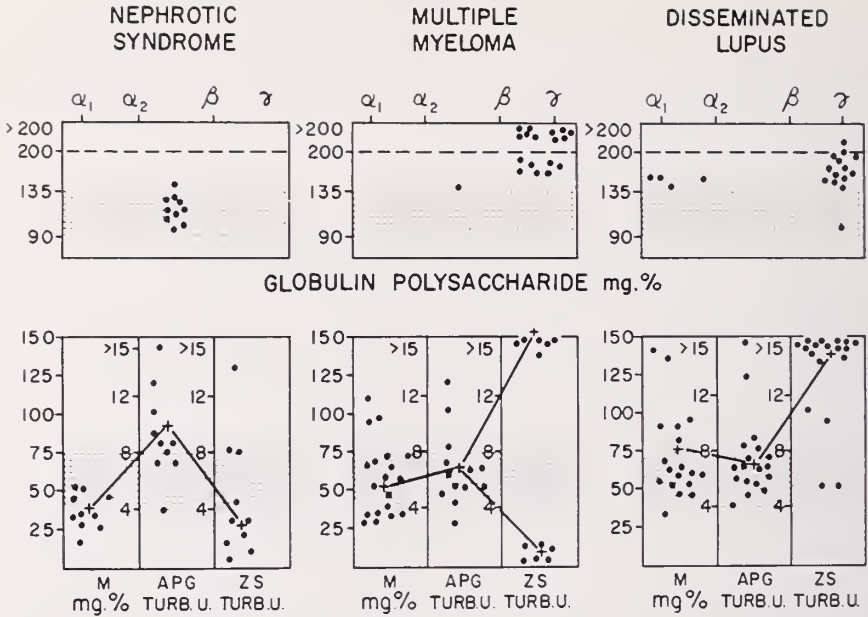 NEPHROTIC SYNDROME
MULTIPLE MYELOMA
DISSEMINATED LUPUS
α1 α2 β γ
α1 α2 β γ
α1 α2 β γ
>200
200
135
90
>200
200
135
90
>200
200
135
90
GLOBULIN POLYSACCHARIDE mg.%
150 >15 >15
125
12 12
100
75 8 8
50
4 4
25
150 >15 >15
125
12 12
100
75 8 8
50
4 4
25
150 >15 >15
125
12 12
100
75 8 8
50
4 4
25
M APG ZS
mg.% TURB.U. TURB.U.
M APG ZS
mg.% TURB.U. TURB.U.
M APG ZS
mg.% TURB.U. TURB.U.